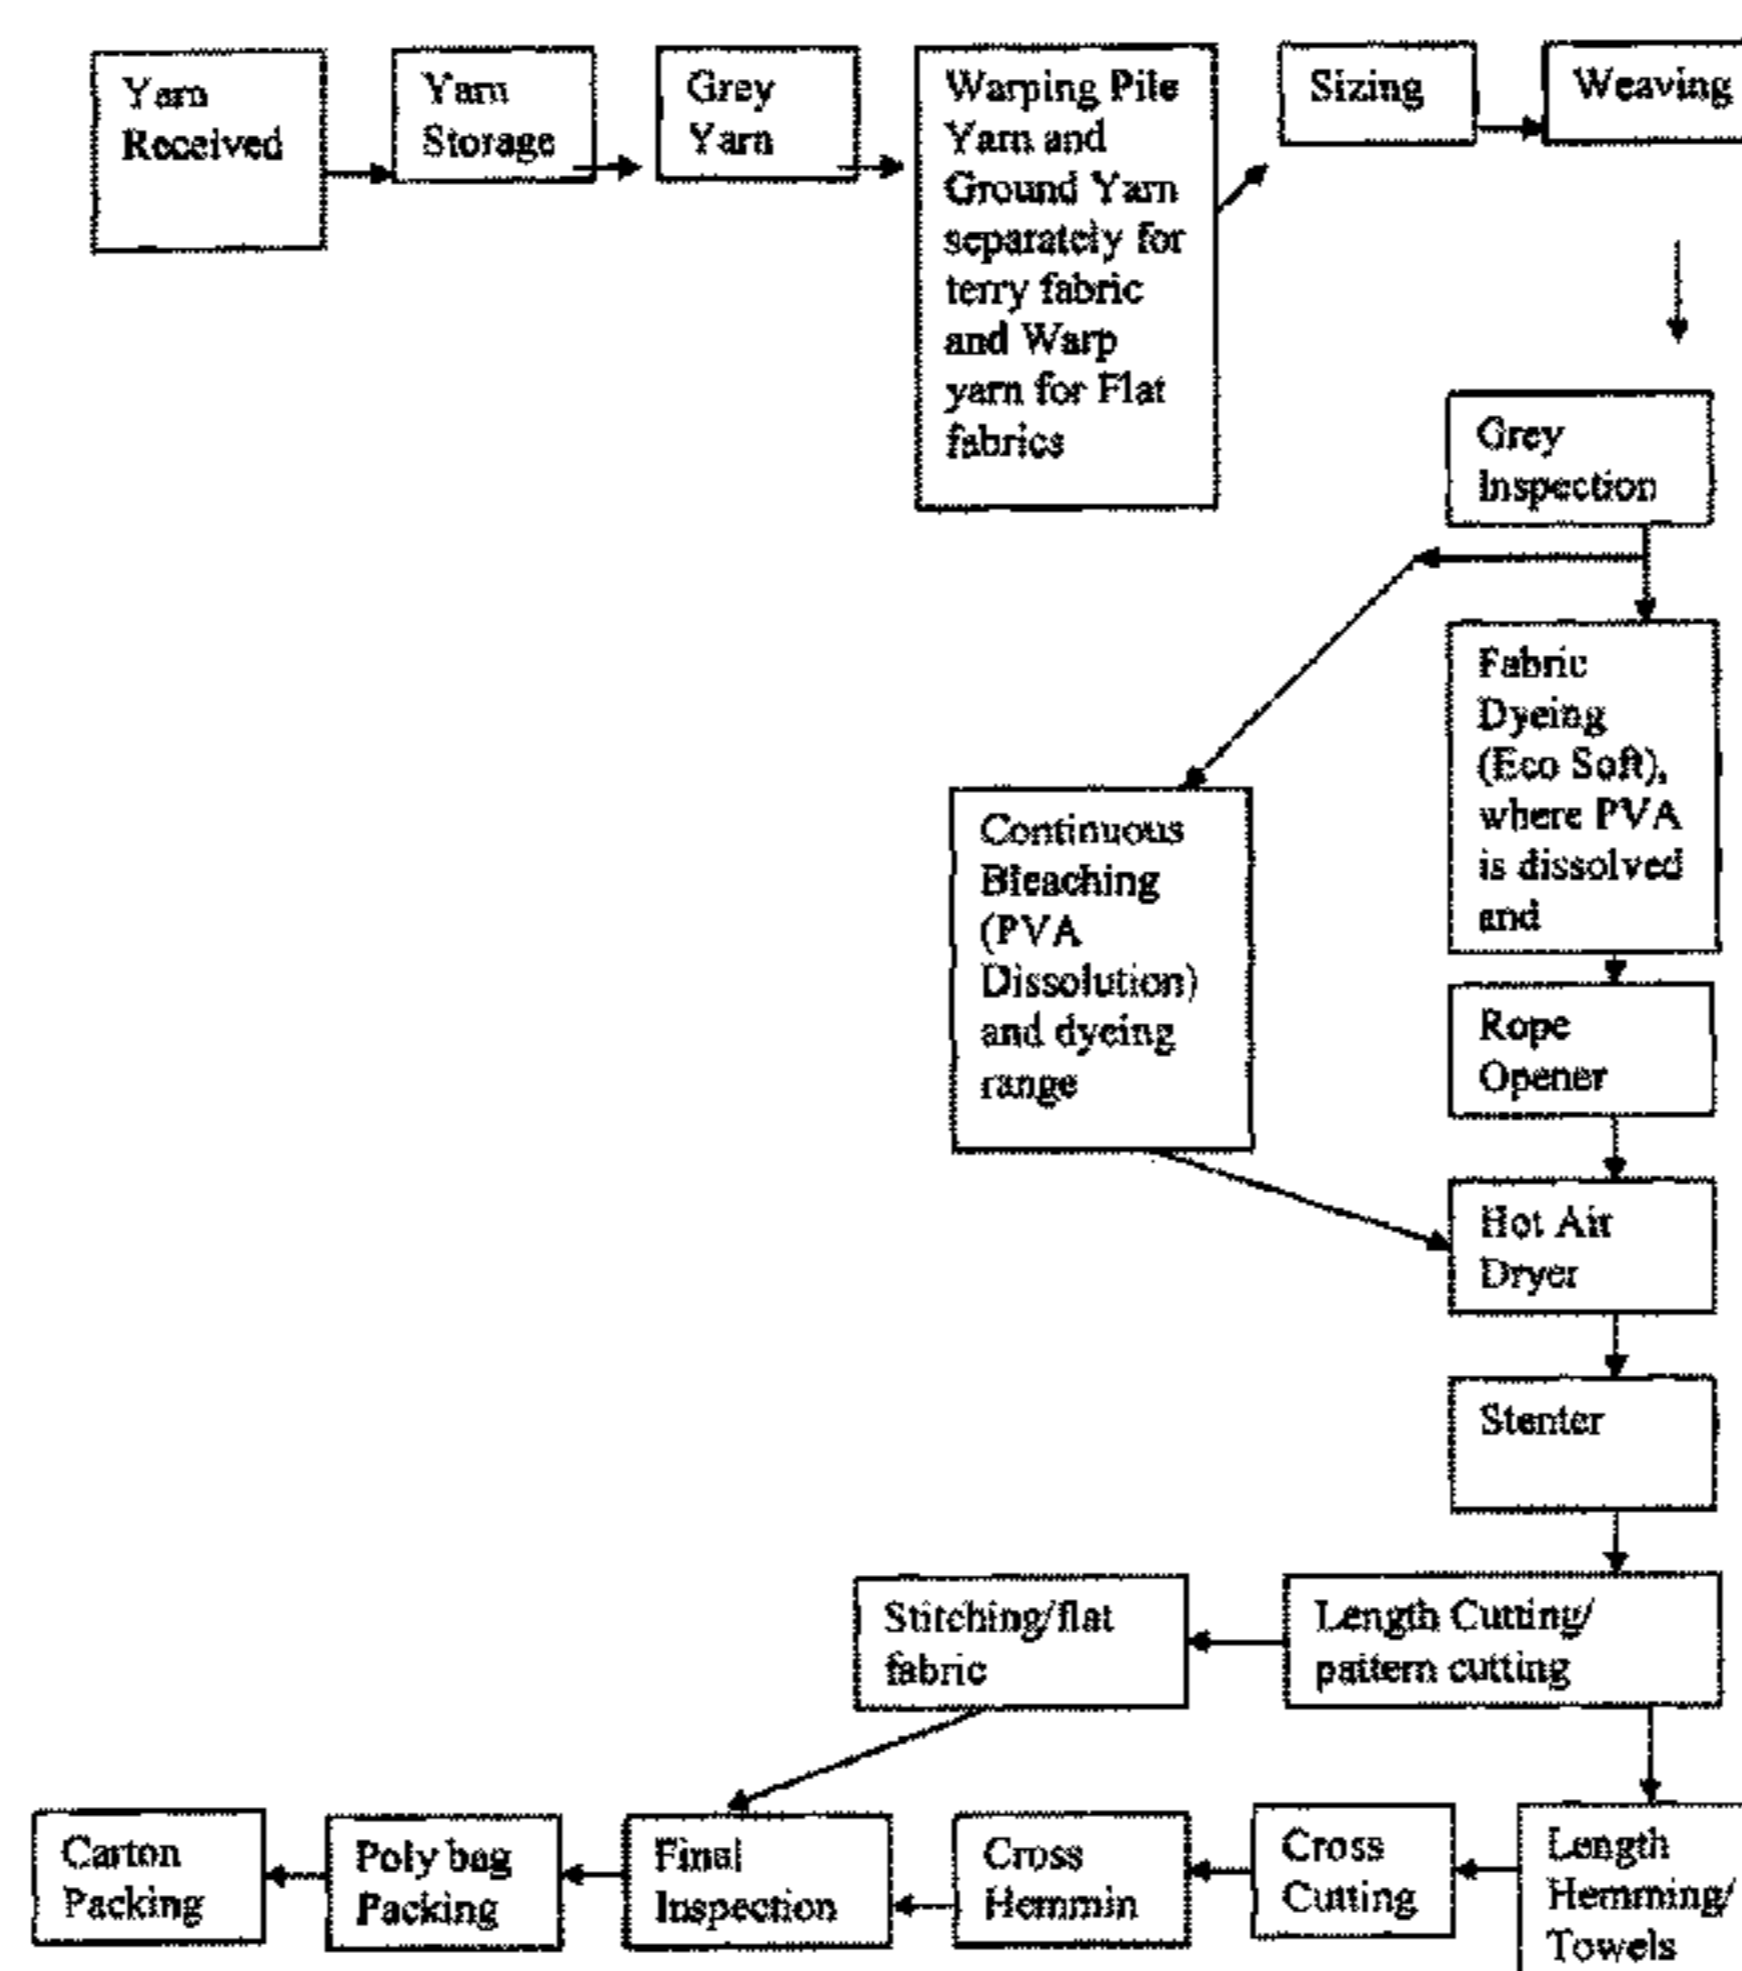 Yarn
Received
Yarn
Storage
Grey
Yarn
Warping Pile
Yarn and
Ground Yarn
separately for
terry fabric
and Warp
yarn for Flat
fabrics
Sizing
Weaving
Grey
Inspection
Fabric
Dyeing
(Eco Soft),
where PVA
is dissolved
and
Continuous
Bleaching
(PVA
Dissolution)
and dyeing
range
Rope
Opener
Hot Air
Dryer
Stenter
Length Cutting/
pattern cutting
Stitching/flat
fabric
Length
Hemming/
Towels
Cross
Cutting
Cross
Hemmin
Final
Inspection
Poly bag
Packing
Carton
Packing